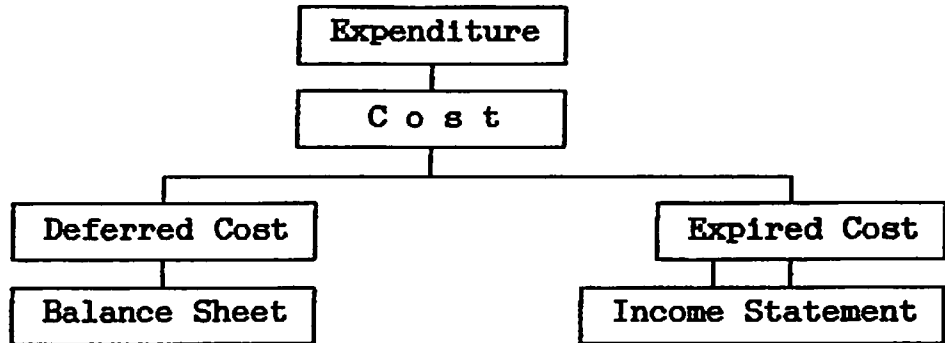 Expenditure
C o s t
Deferred Cost
Expired Cost
Balance Sheet
Income Statement